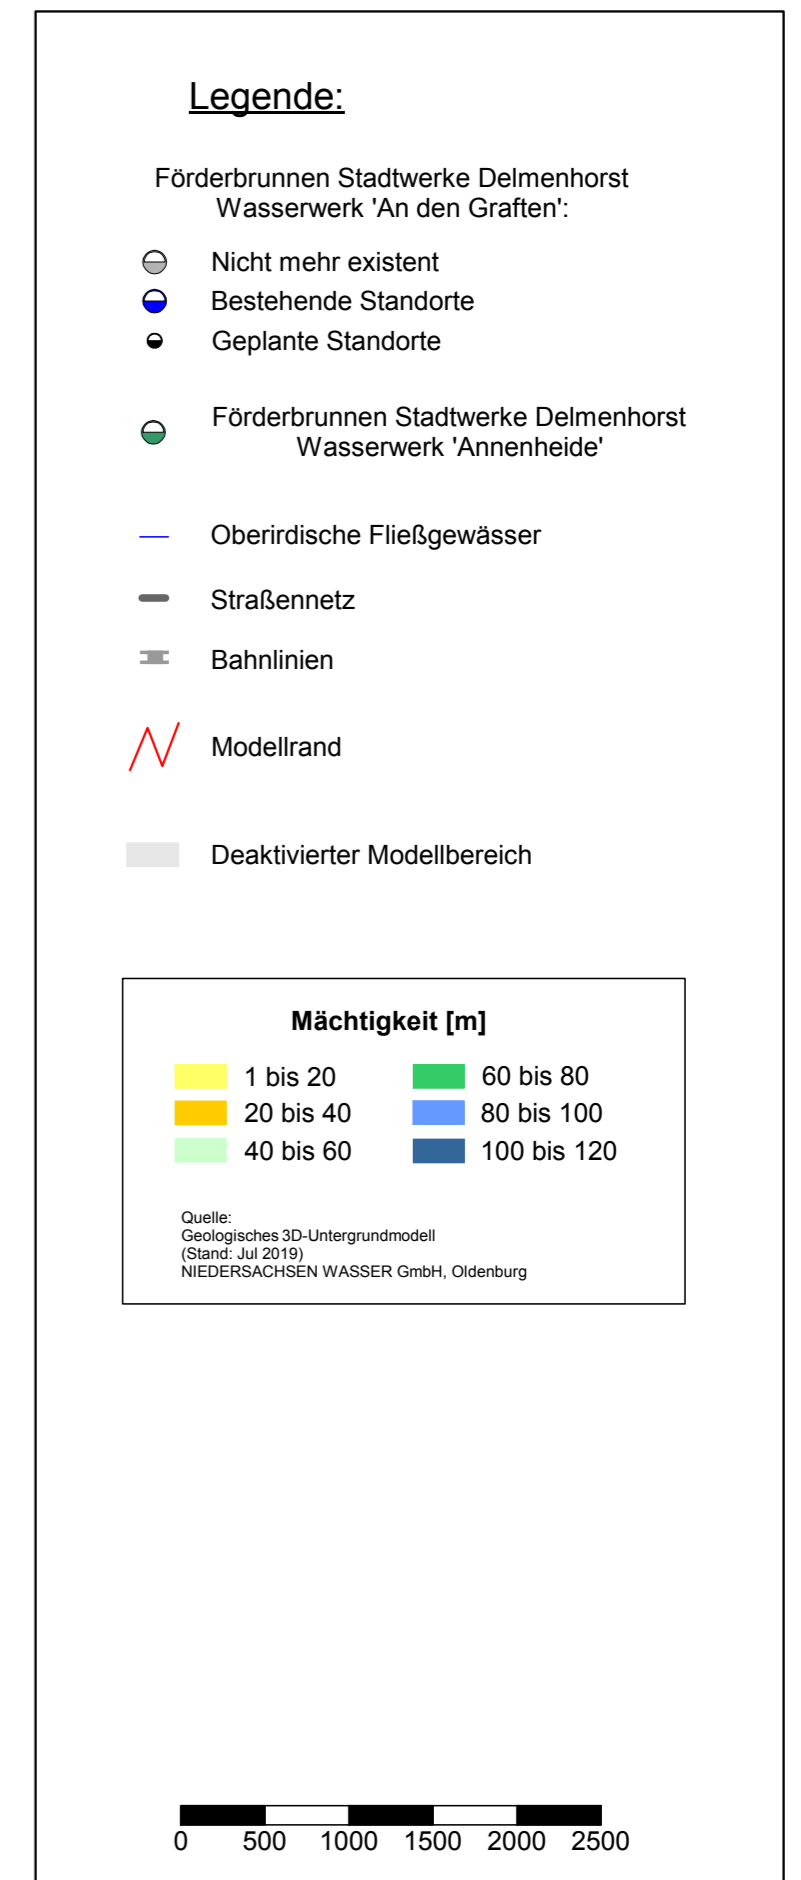 Legende:
Förderbrunnen Stadtwerke Delmenhorst
Wasserwerk 'An den Graften':
Nicht mehr existent
Bestehende Standorte
Geplante Standorte
Förderbrunnen Stadtwerke Delmenhorst
Wasserwerk 'Annenheide'
Oberirdische Fließgewässer
Straßennetz
Bahnlinien
Modellrand
Deaktivierter Modellbereich
Mächtigkeit [m]
1 bis 20
20 bis 40
40 bis 60
60 bis 80
80 bis 100
100 bis 120
Quelle:
Geologisches 3D-Untergrundmodell
(Stand: Jul 2019)
NIEDERSACHSEN WASSER GmbH, Oldenburg
0 500 1000 1500 2000 2500